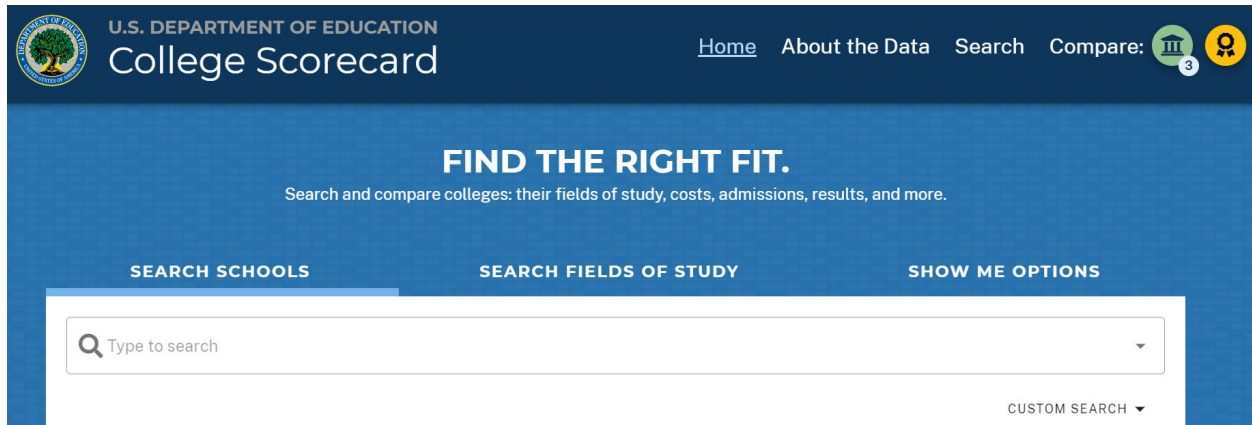 U.S. DEPARTMENT OF EDUCATION
College Scorecard
Home About the Data Search Compare: 3
FIND THE RIGHT FIT.
Search and compare colleges: their fields of study, costs, admissions, results, and more.
SEARCH SCHOOLS SEARCH FIELDS OF STUDY SHOW ME OPTIONS
Type to search
CUSTOM SEARCH